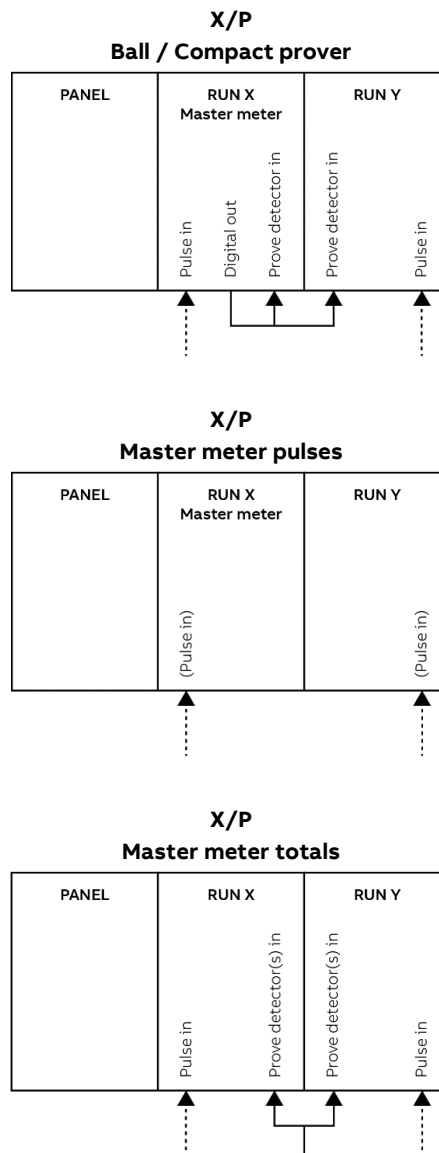 X/P
Ball / Compact prover
PANEL
RUN X
Master meter
RUN Y
Pulse in
Digital out
Prove detector in
Prove detector in
Pulse in
X/P
Master meter pulses
PANEL
RUN X
Master meter
RUN Y
(Pulse in)
(Pulse in)
X/P
Master meter totals
PANEL
RUN X
RUN Y
Pulse in
Prove detector(s) in
Prove detector(s) in
Pulse in